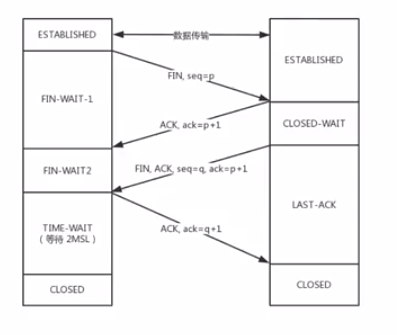 ESTABLISHED
数据传输
ESTABLISHED
FIN, seq=p
FIN-WAIT-1
ACK, ack=p+1
CLOSED-WAIT
FIN-WAIT2
FIN, ACK, seq=q, ack=p+1
LAST-ACK
TIME-WAIT
(等待 2MSL)
ACK, ack=q+1
CLOSED
CLOSED